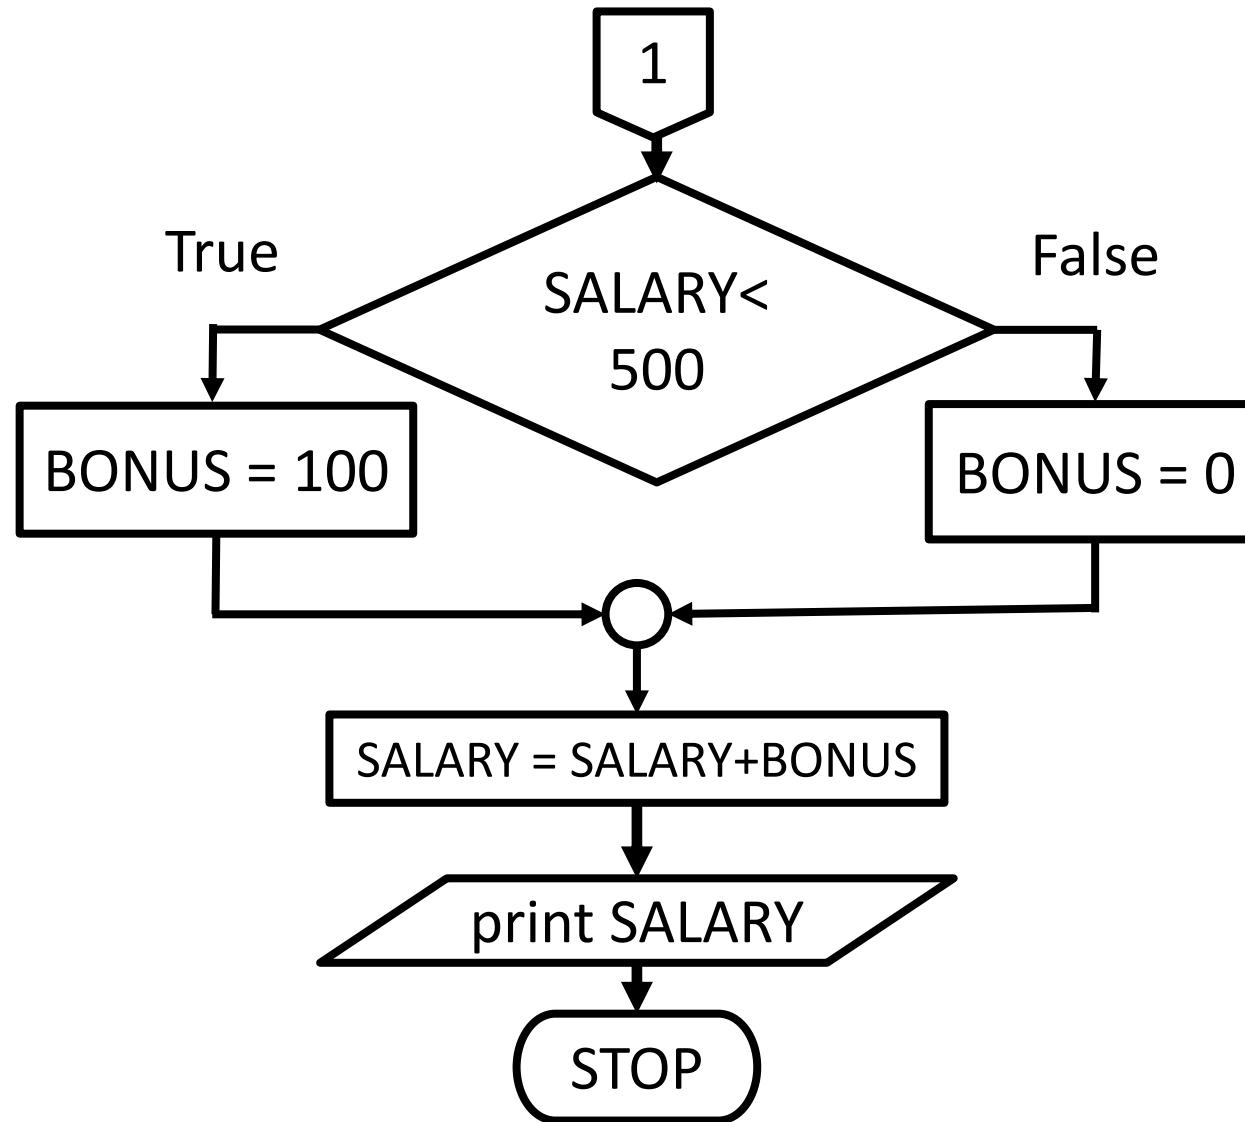 1
True
False
SALARY<
500
BONUS = 100
BONUS = 0
SALARY = SALARY+BONUS
print SALARY
STOP